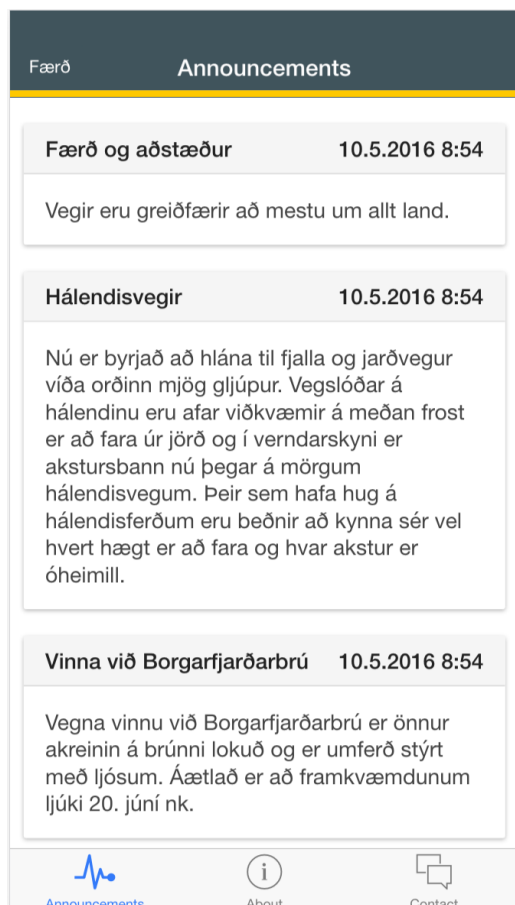 Færð Announcements
Færð og aðstæður 10.5.2016 8:54
Vegir eru greiðfærir að mestu um allt land.
Hálendisvegir 10.5.2016 8:54
Nú er byrjað að hlána til fjalla og jarðvegur
víða orðinn mjög gljúpur. Vegslóðar á
hálendinu eru afar viðkvæmir á meðan frost
er að fara úr jörð og í verndarskyni er
akstursbann nú þegar á mörgum
hálendisvegum. Þeir sem hafa hug á
hálendisferðum eru beðnir að kynna sér vel
hvert hægt er að fara og hvar akstur er
óheimill.
Vinna við Borgarfjarðarbrú 10.5.2016 8:54
Vegna vinnu við Borgarfjarðarbrú er önnur
akreinin á brúnni lokuð og er umferð stýrt
með ljósum. Áætlað er að framkvæmdunum
ljúki 20. júní nk.
Announcements About Contact